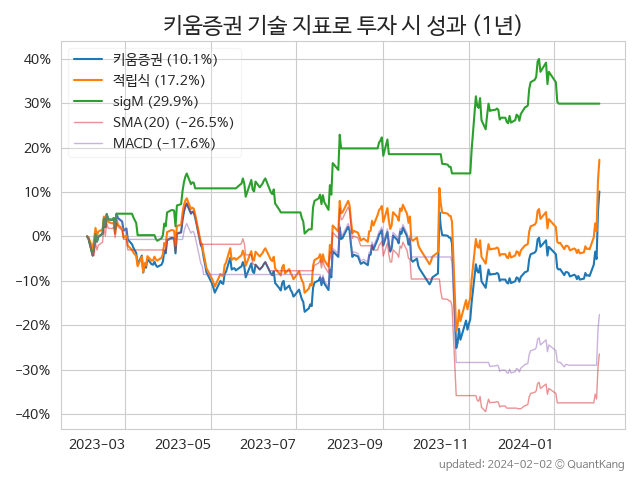 키움증권 기술 지표로 투자 시 성과 (1년)
키움증권 (10.1%)
적립식 (17.2%)
sigM (29.9%)
SMA(20) (−26.5%)
MACD (−17.6%)
40%
30%
20%
10%
0%
−10%
−20%
−30%
−40%
2023-03 2023-05 2023-07 2023-09 2023-11 2024-01
updated: 2024-02-02 © QuantKang